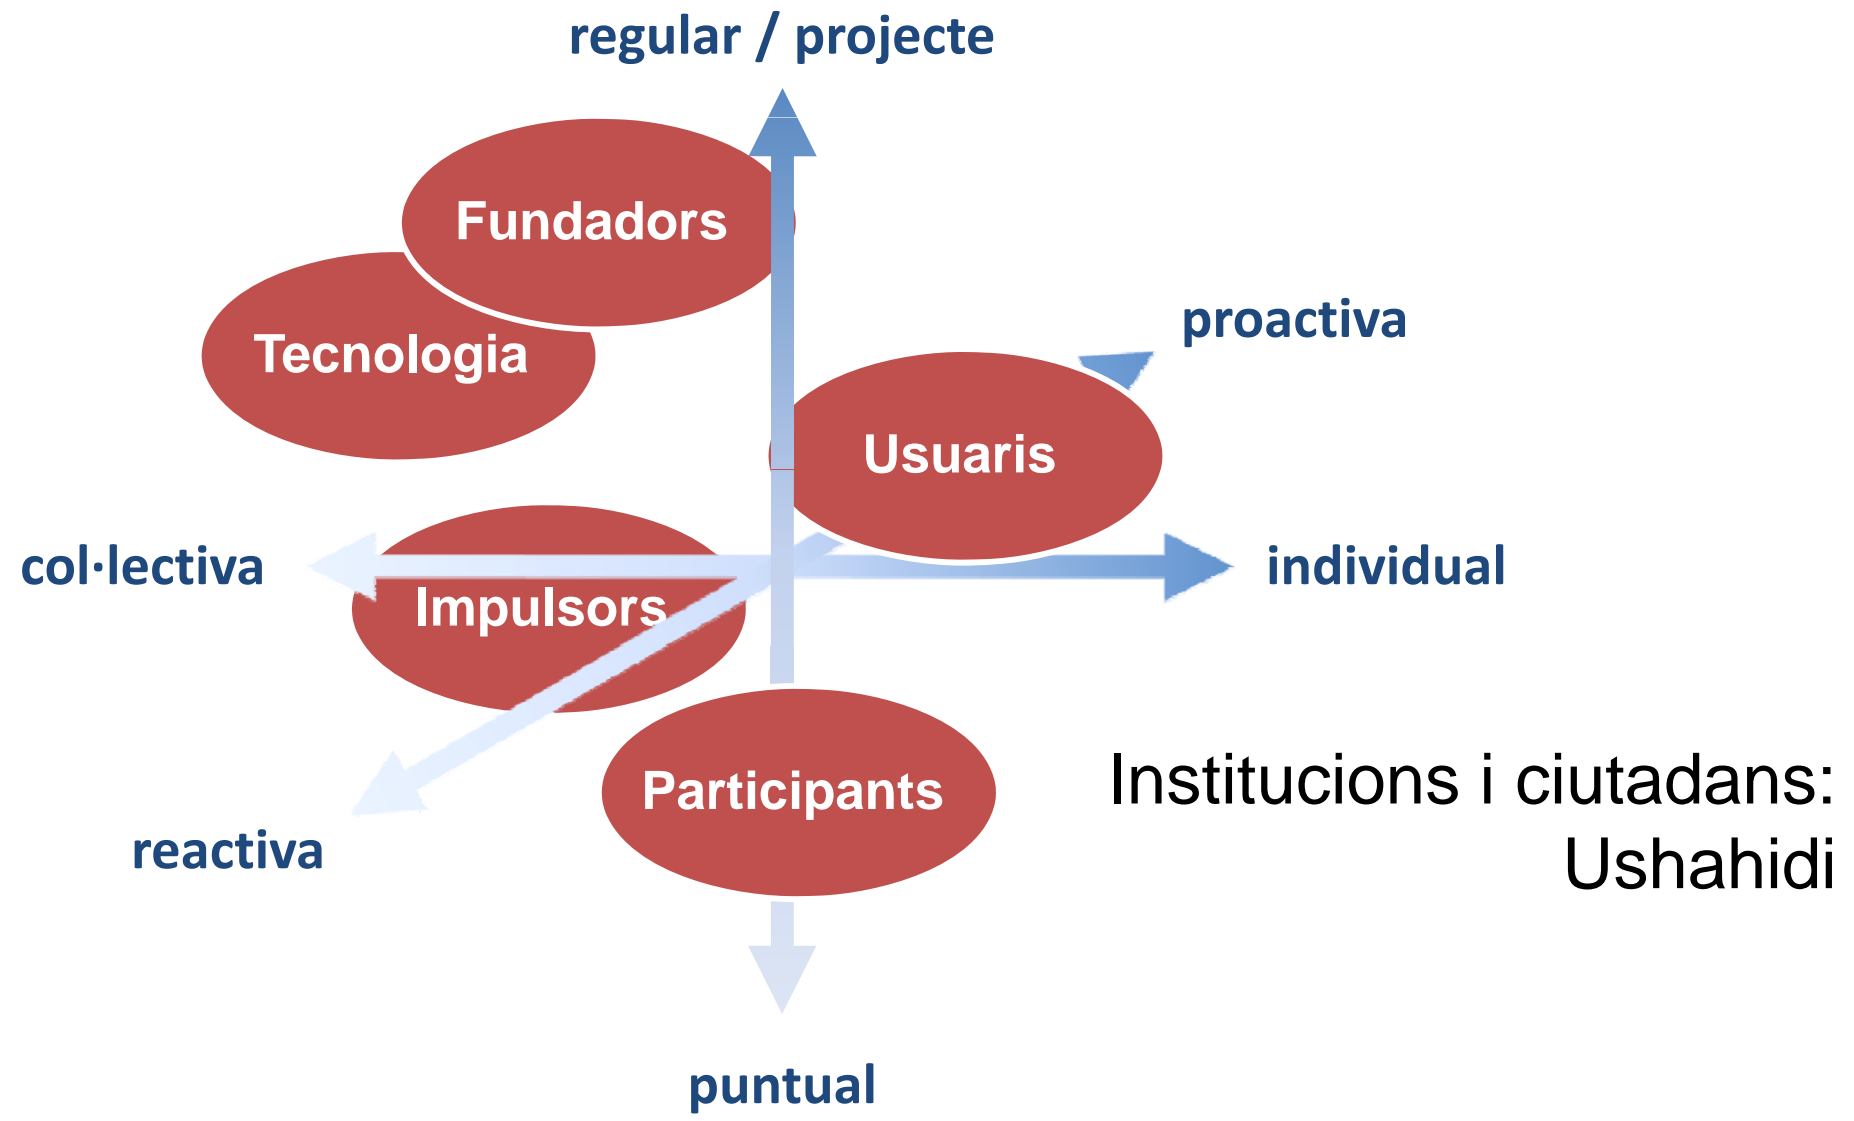 regular / projecte
Fundadors
proactiva
Tecnologia
Usuaris
col·lectiva
individual
Impulsors
Participants
Institucions i ciutadans:
Ushahidi
reactiva
puntual